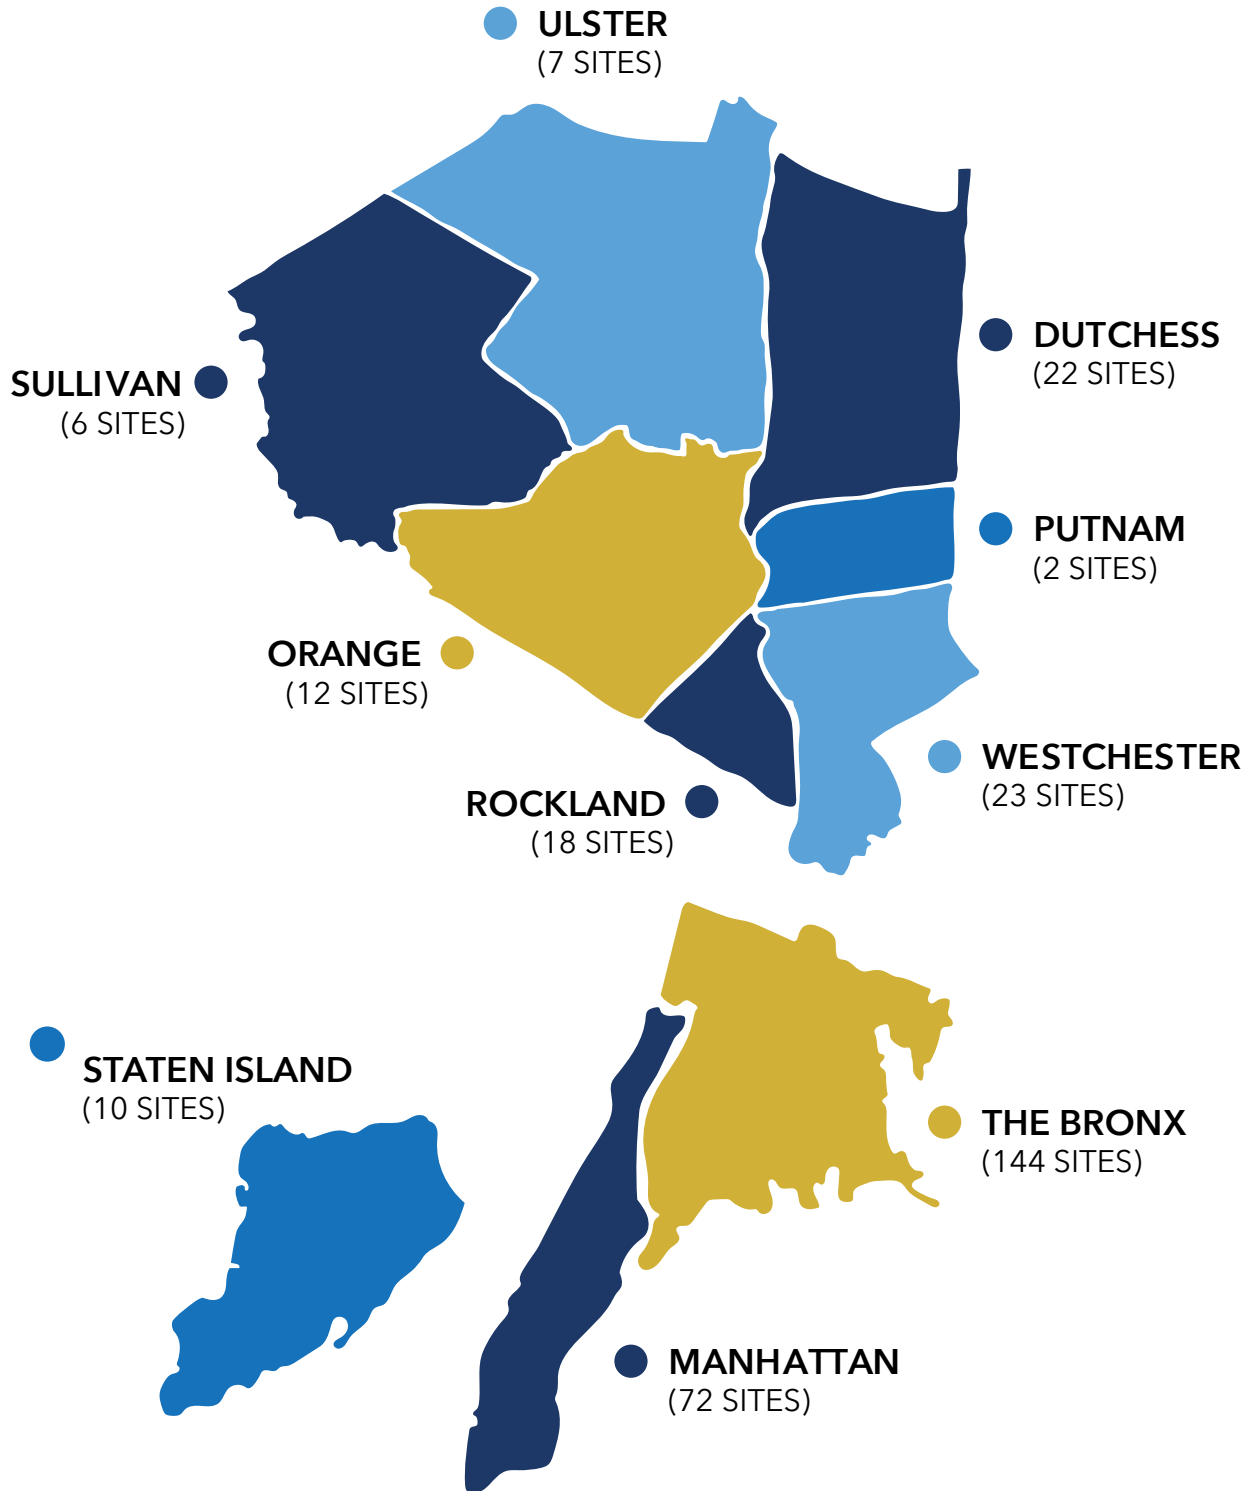 ULSTER
(7 SITES)
DUTCHESS
(22 SITES)
SULLIVAN
(6 SITES)
PUTNAM
(2 SITES)
ORANGE
(12 SITES)
WESTCHESTER
(23 SITES)
ROCKLAND
(18 SITES)
STATEN ISLAND
(10 SITES)
THE BRONX
(144 SITES)
MANHATTAN
(72 SITES)